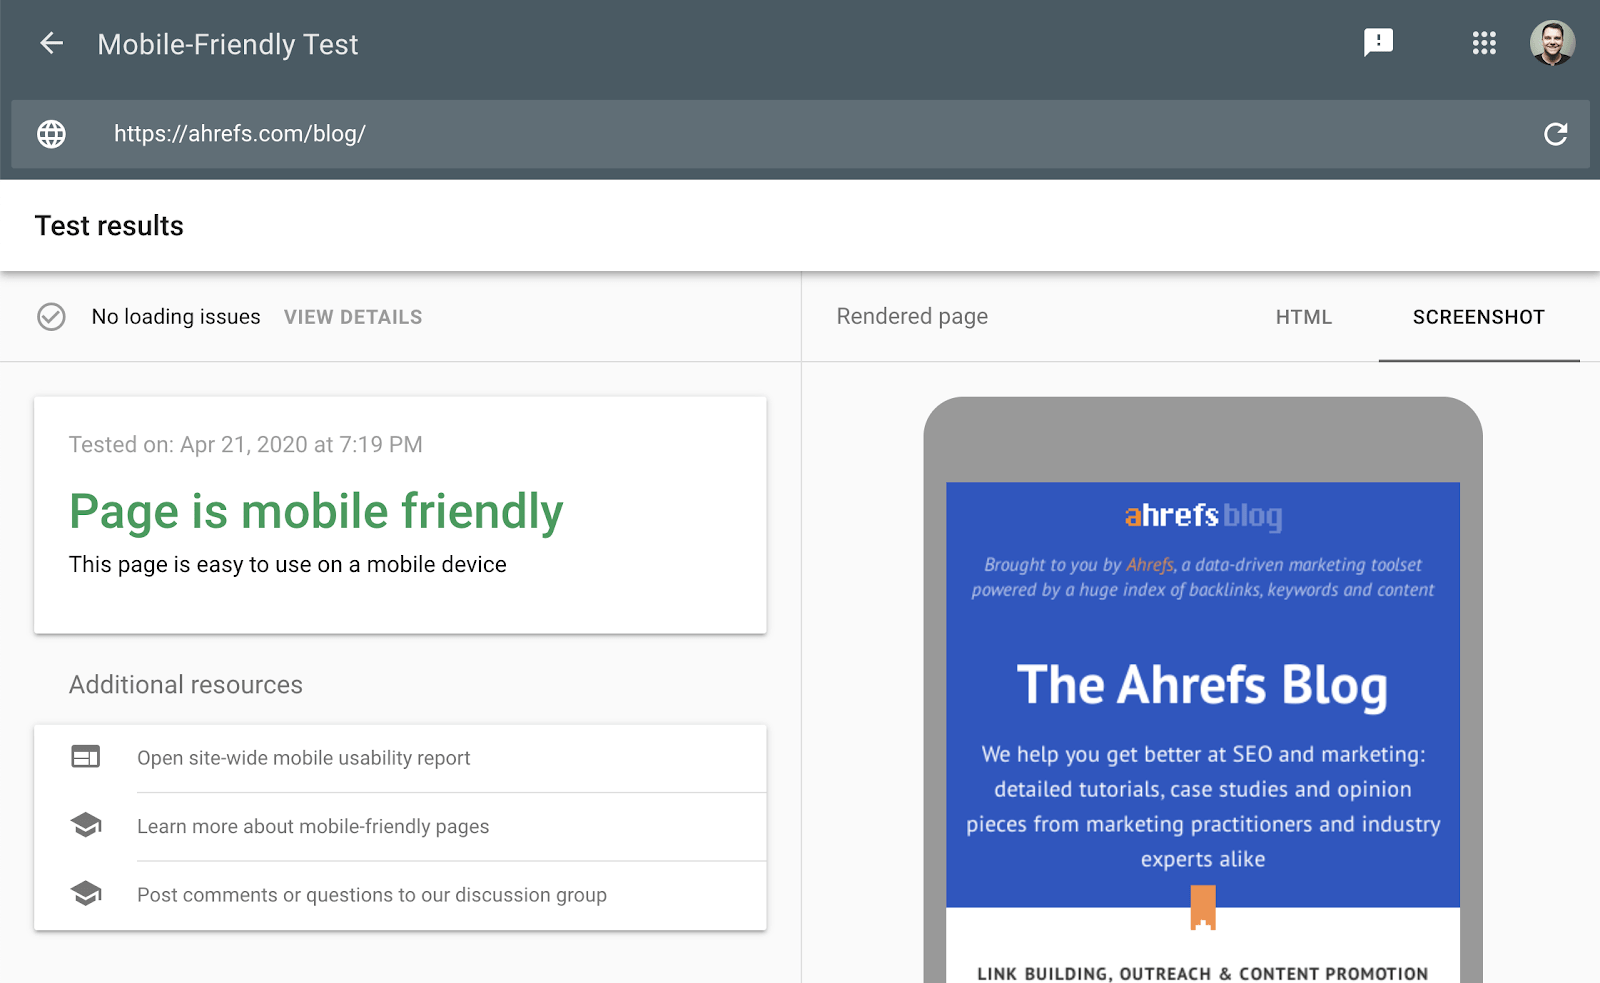 Mobile-Friendly Test
https://ahrefs.com/blog/
Test results
No loading issues VIEW DETAILS
Rendered page HTML SCREENSHOT
Tested on: Apr 21, 2020 at 7:19 PM
Page is mobile friendly
This page is easy to use on a mobile device
Additional resources
Open site-wide mobile usability report
Learn more about mobile-friendly pages
Post comments or questions to our discussion group
ahrefs blog
Brought to you by Ahrefs, a data-driven marketing toolset
powered by a huge index of backlinks, keywords and content
The Ahrefs Blog
We help you get better at SEO and marketing:
detailed tutorials, case studies and opinion
pieces from marketing practitioners and industry
experts alike
LINK BUILDING, OUTREACH & CONTENT PROMOTION